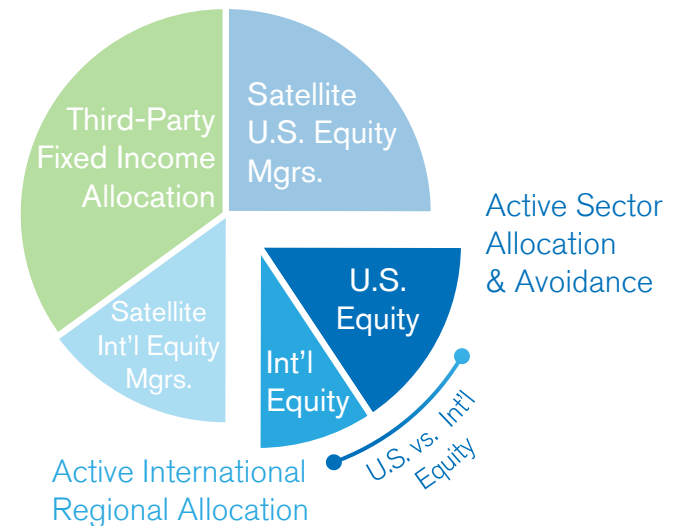 Third-Party
Fixed Income
Allocation
Satellite
U.S. Equity
Mgrs.
Active Sector
Allocation
& Avoidance
U.S.
Equity
Satellite
Int'l Equity
Mgrs.
Int'l
Equity
U.S. vs. Int'l
Equity
Active International
Regional Allocation